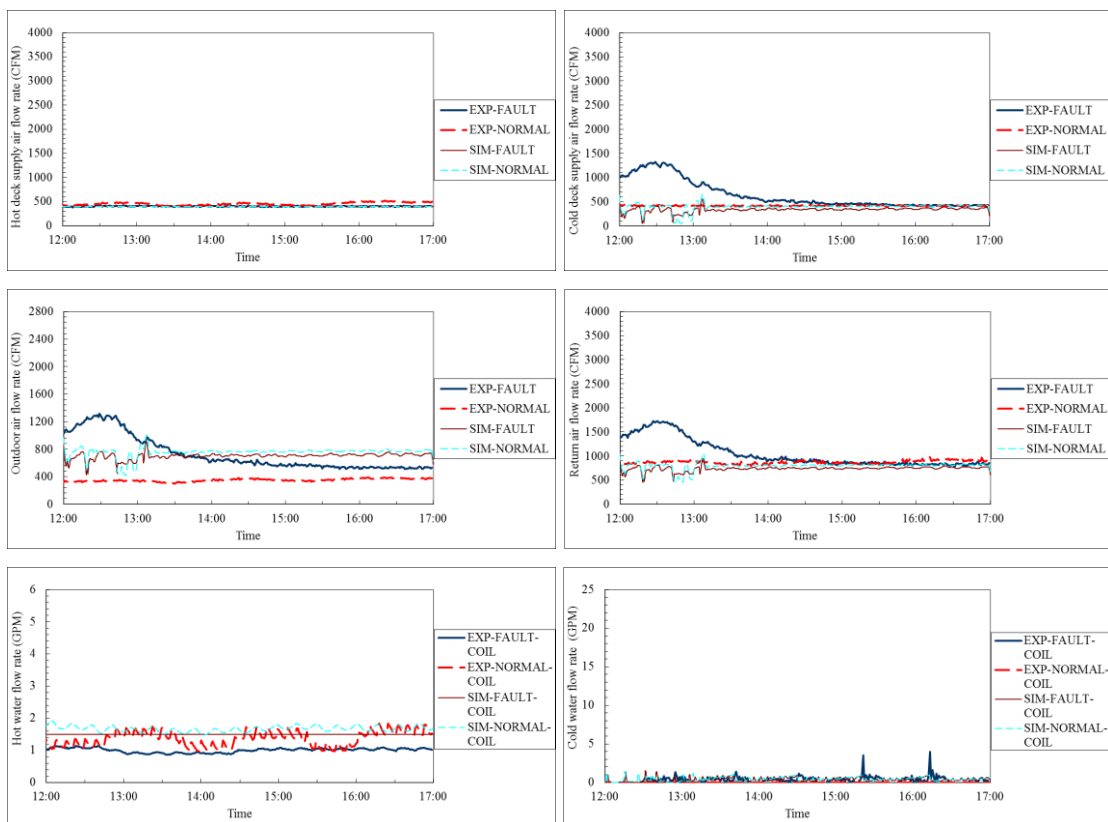 Hot deck supply air flow rate (CFM)
4000
3500
3000
2500
2000
1500
1000
500
0
12:00 13:00 14:00 15:00 16:00 17:00
Time
EXP-FAULT
EXP-NORMAL
SIM-FAULT
SIM-NORMAL
Cold deck supply air flow rate (CFM)
4000
3500
3000
2500
2000
1500
1000
500
0
12:00 13:00 14:00 15:00 16:00 17:00
Time
EXP-FAULT
EXP-NORMAL
SIM-FAULT
SIM-NORMAL
Outdoor air flow rate (CFM)
2800
2400
2000
1600
1200
800
400
0
12:00 13:00 14:00 15:00 16:00 17:00
Time
EXP-FAULT
EXP-NORMAL
SIM-FAULT
SIM-NORMAL
Return air flow rate (CFM)
4000
3500
3000
2500
2000
1500
1000
500
0
12:00 13:00 14:00 15:00 16:00 17:00
Time
EXP-FAULT
EXP-NORMAL
SIM-FAULT
SIM-NORMAL
Hot water flow rate (GPM)
6
5
4
3
2
1
0
12:00 13:00 14:00 15:00 16:00 17:00
Time
EXP-FAULT-
COIL
EXP-NORMAL-
COIL
SIM-FAULT-
COIL
SIM-NORMAL-
COIL
Cold water flow rate (GPM)
25
20
15
10
5
0
12:00 13:00 14:00 15:00 16:00 17:00
Time
EXP-FAULT-
COIL
EXP-NORMAL-
COIL
SIM-FAULT-
COIL
SIM-NORMAL-
COIL